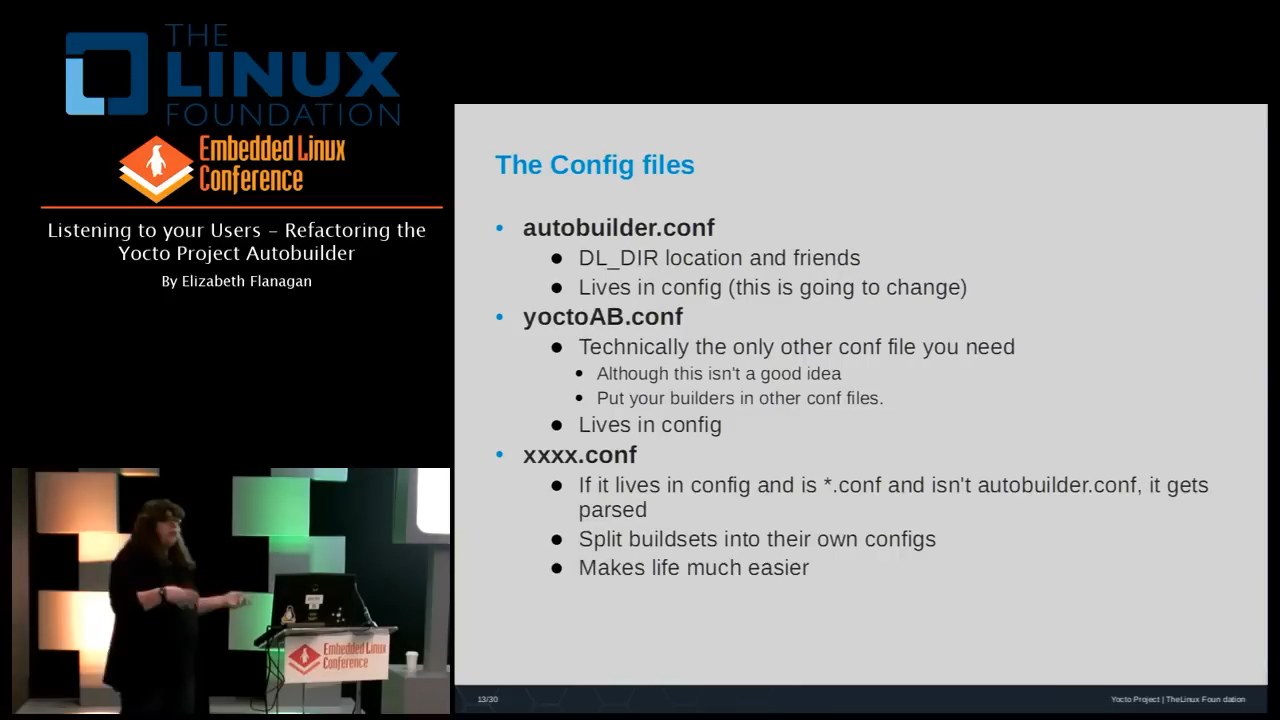 THE
LINUX
FOUNDATION
Embedded Linux
Conference
Listening to your Users – Refactoring the
Yocto Project Autobuilder
By Elizabeth Flanagan
The Config files
• autobuilder.conf
● DL_DIR location and friends
● Lives in config (this is going to change)
• yoctoAB.conf
● Technically the only other conf file you need
• Although this isn't a good idea
• Put your builders in other conf files.
● Lives in config
• xxxx.conf
● If it lives in config and is *.conf and isn't autobuilder.conf, it gets
parsed
● Split buildsets into their own configs
● Makes life much easier
Embedded Linux
Conference
13/30
Yocto Project | TheLinux Foun dation